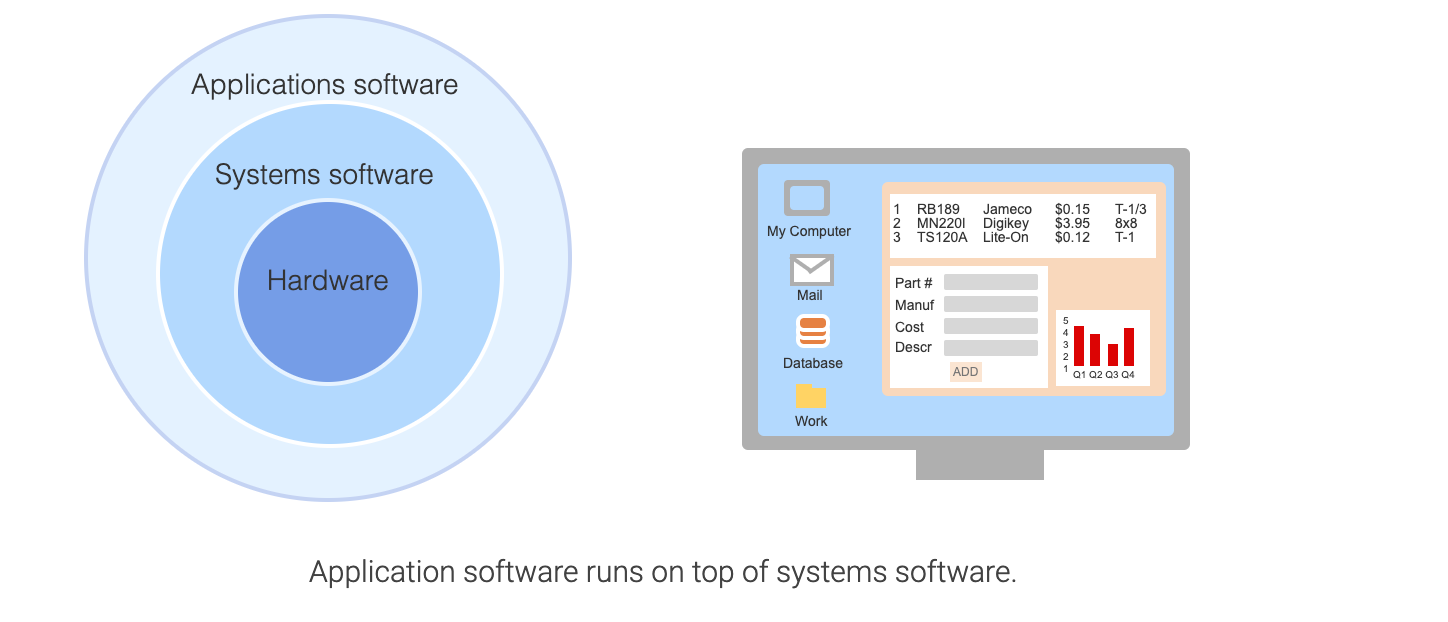 Applications software
Systems software
Hardware
My Computer
Mail
Database
Work
1 RB189 Jameco $0.15 T-1/3
2 MN220I Digikey $3.95 8x8
3 TS120A Lite-On $0.12 T-1
Part #
Manuf
Cost
Descr
ADD
5
4
3
2
1
Q1 Q2 Q3 Q4
Application software runs on top of systems software.